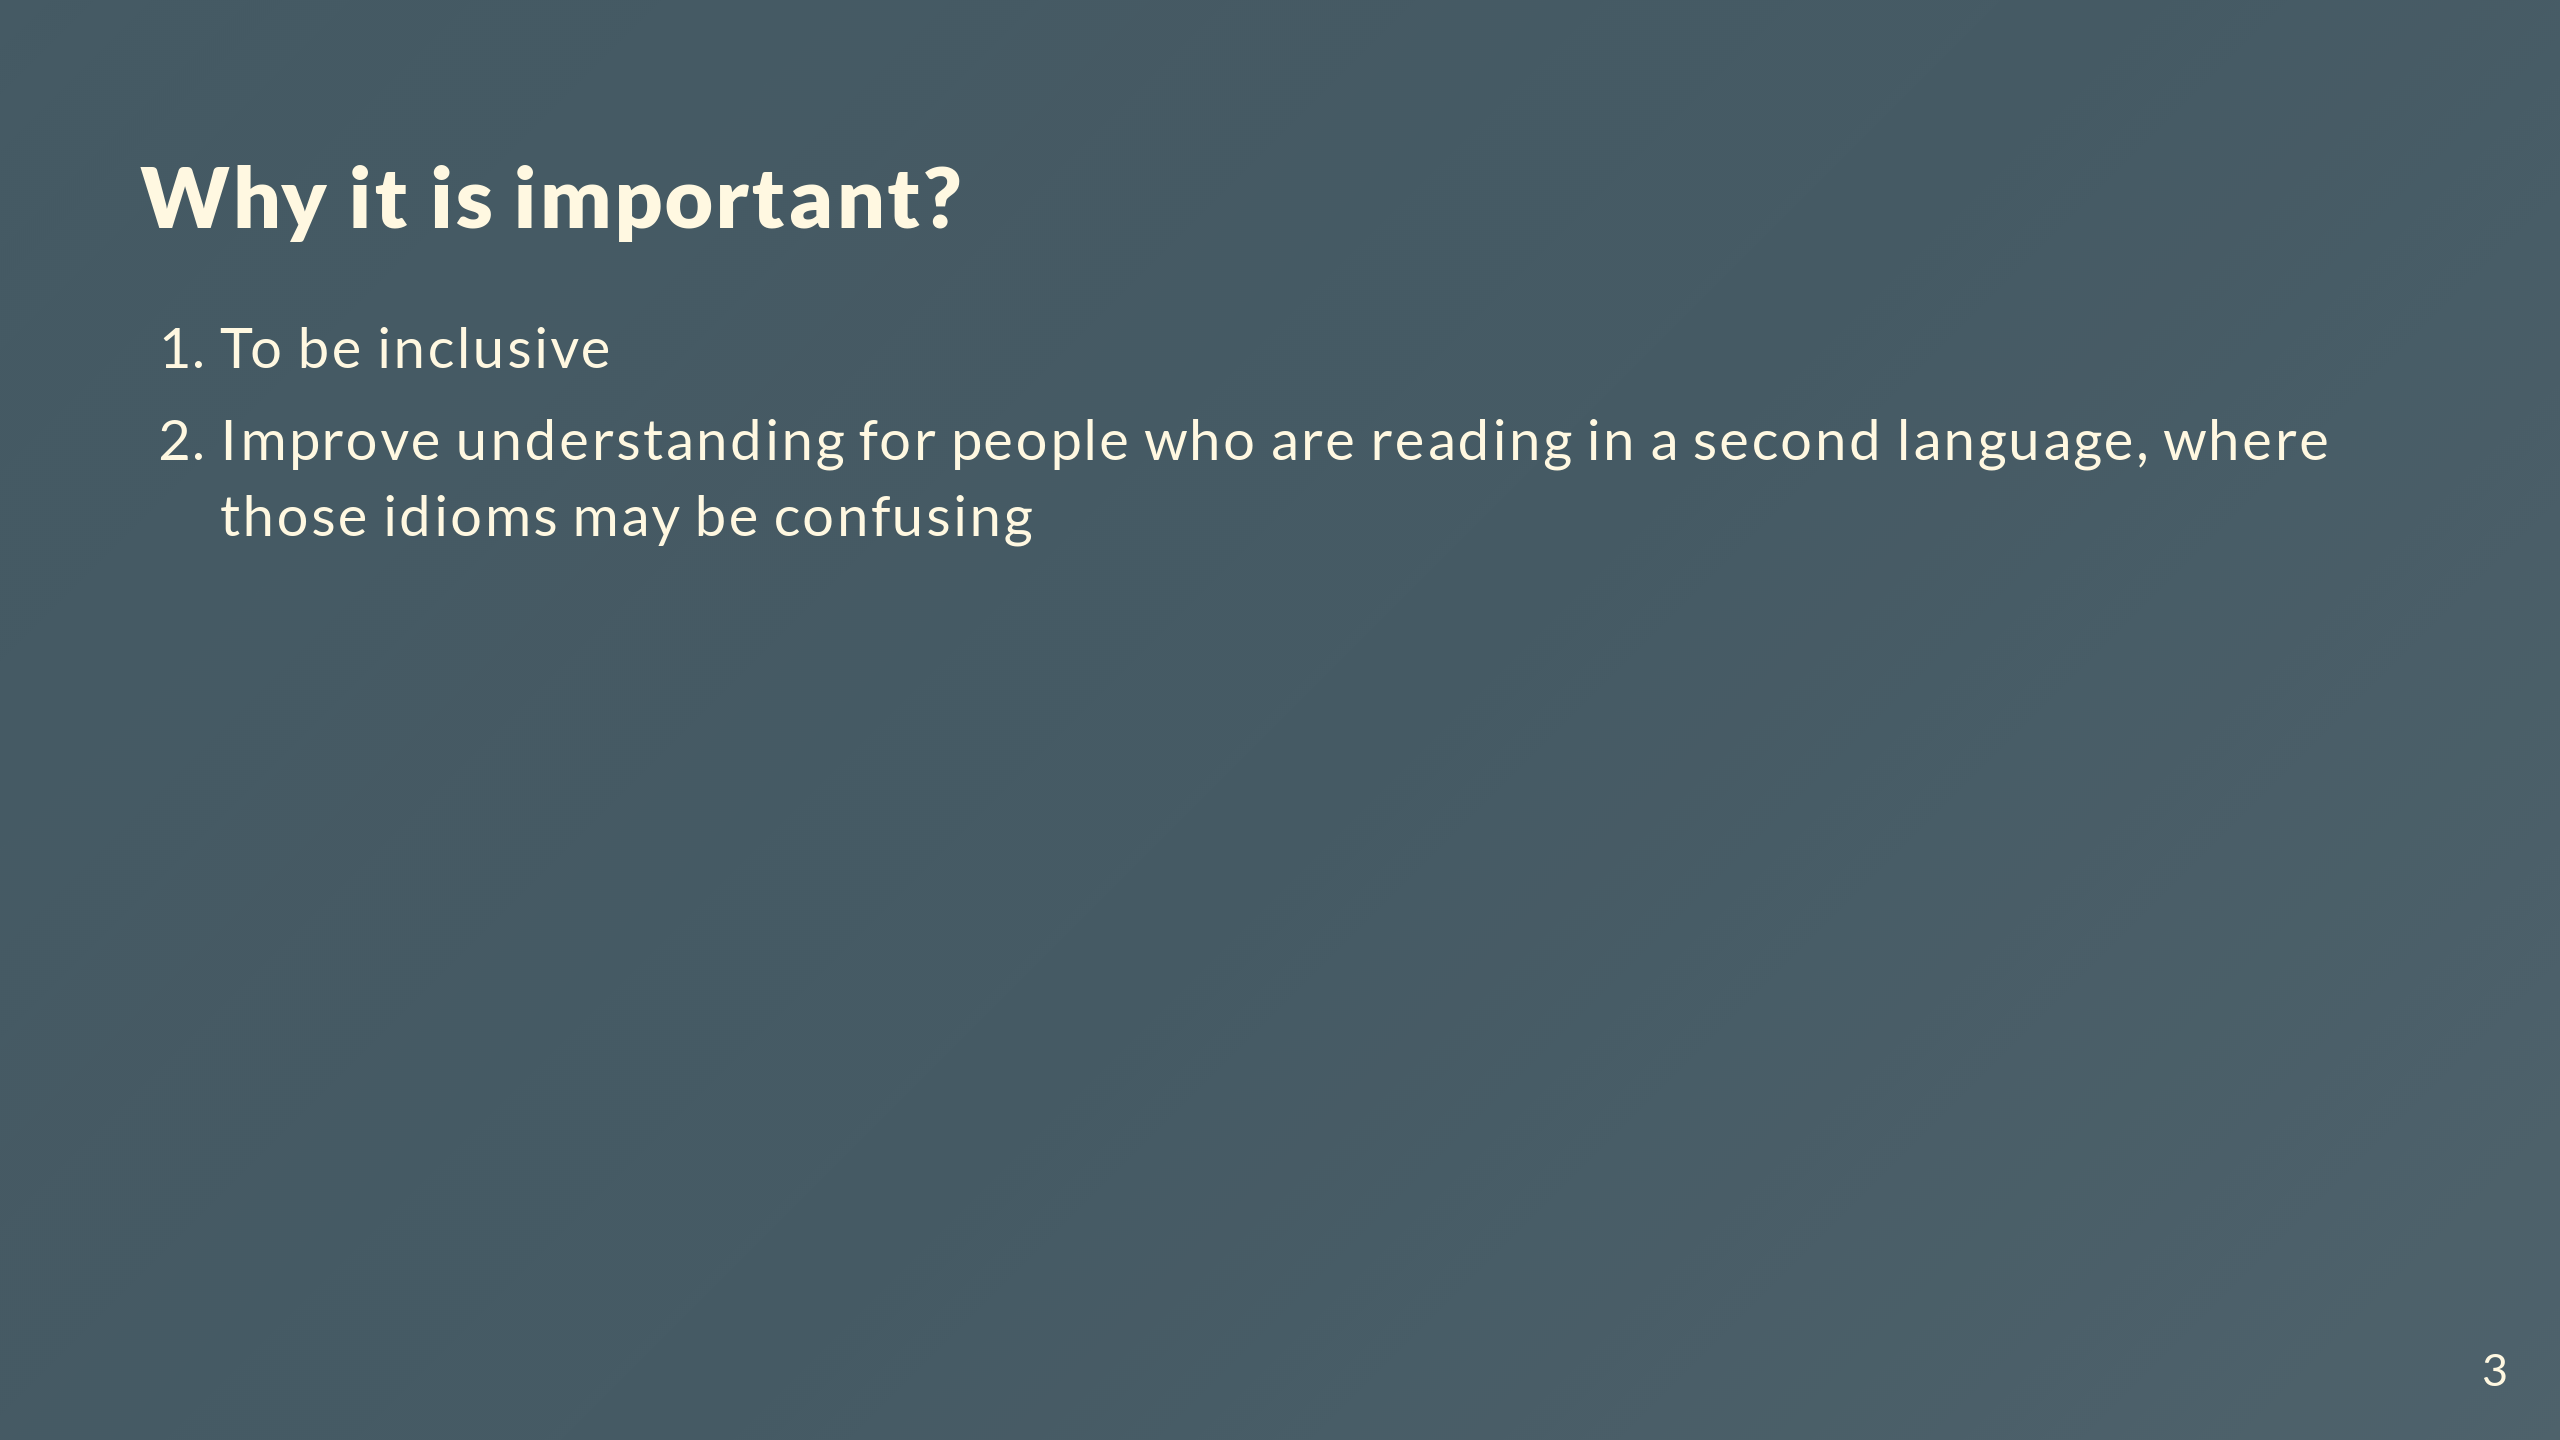 Why it is important?
1. To be inclusive
2. Improve understanding for people who are reading in a second language, where
those idioms may be confusing
3